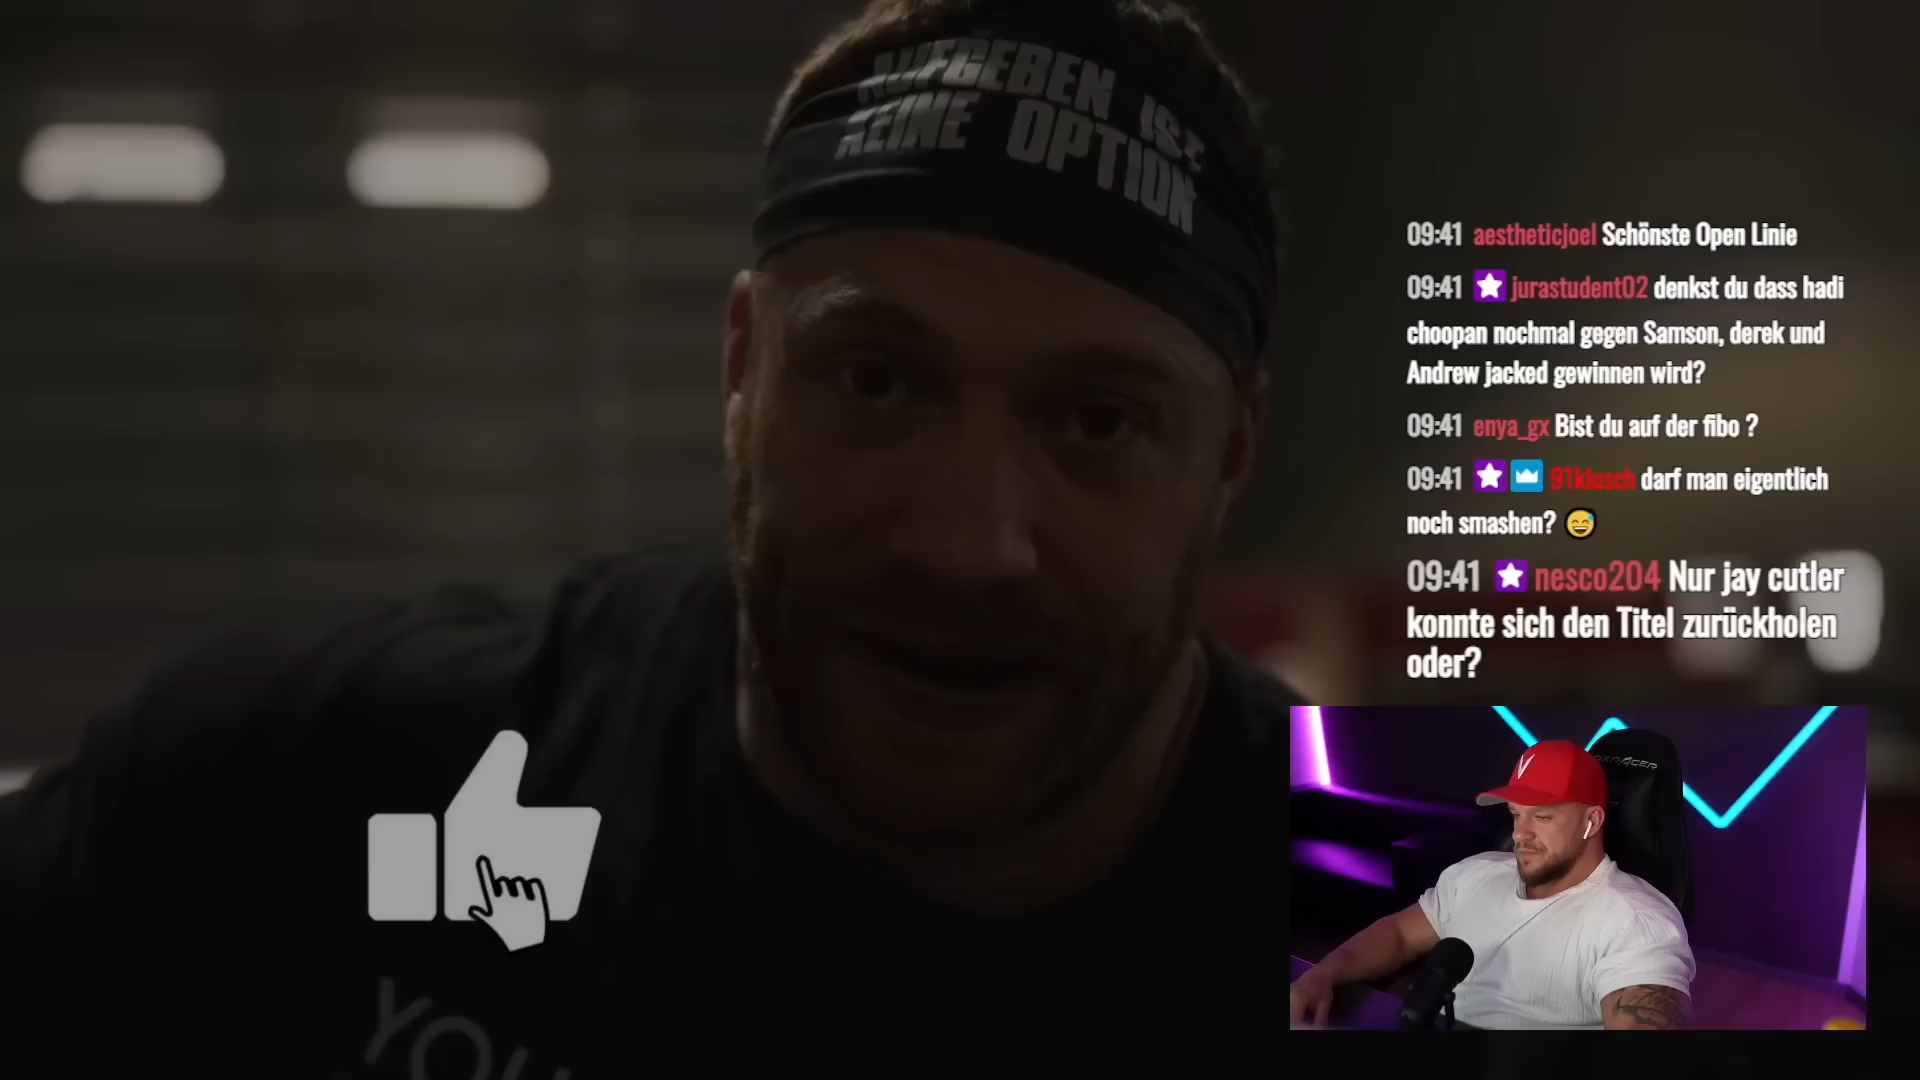 AUFGEBEN IST
KEINE OPTION
09:41 aestheticjoel Schönste Open Linie
09:41 jurastudent02 denkst du dass hadi
choopan nochmal gegen Samson, derek und
Andrew jacked gewinnen wird?
09:41 enya_gx Bist du auf der fibo ?
09:41 91klusch darf man eigentlich
noch smashen? 😅
09:41 nesco204 Nur jay cutler
konnte sich den Titel zurückholen
oder?
YOU